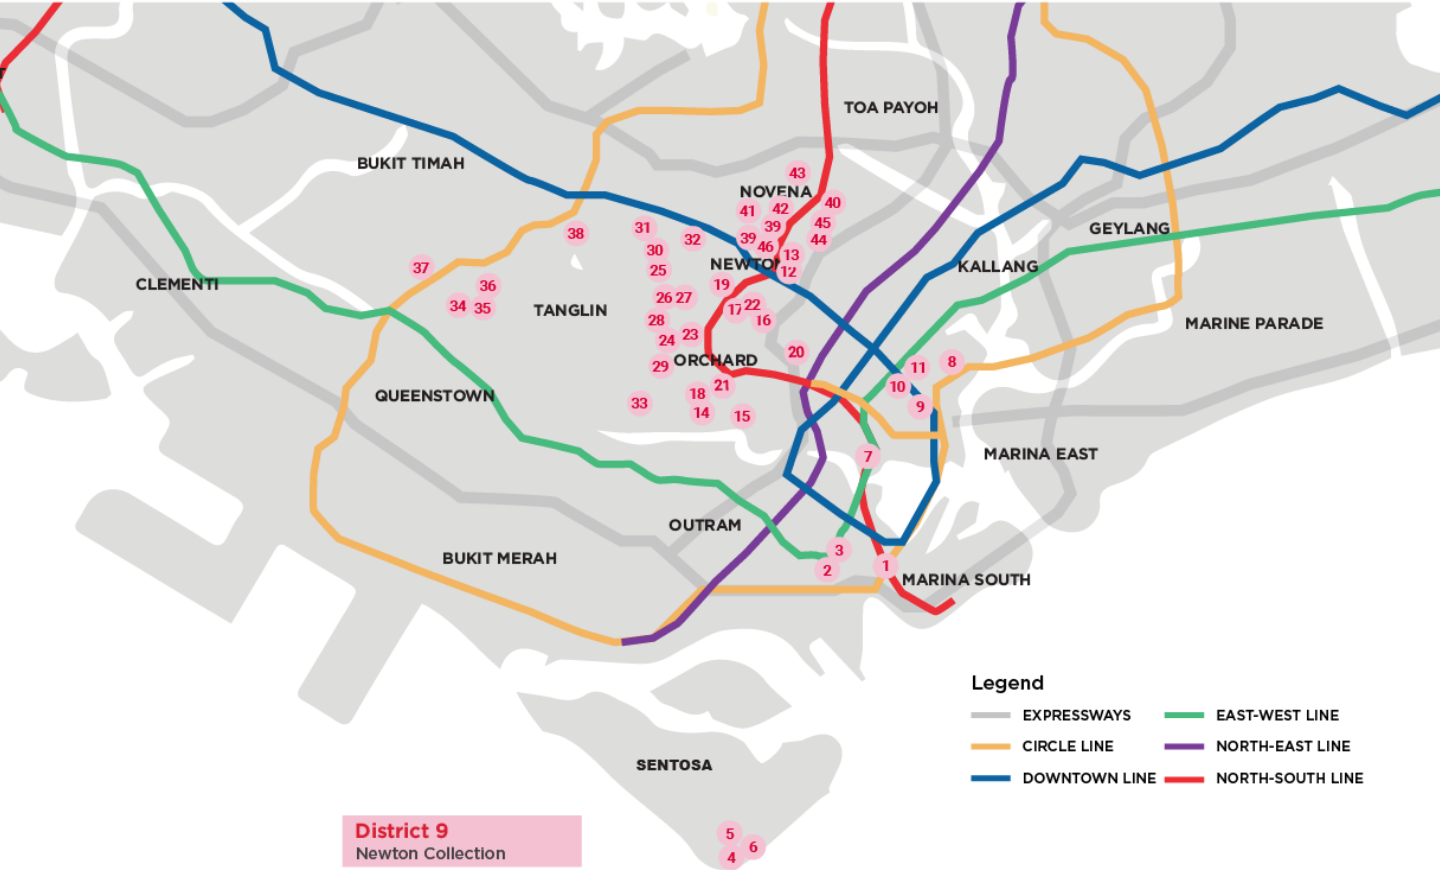 TOA PAYOH
BUKIT TIMAH
43
NOVENA
40
41
42
45
39
31
38
32
39
44
46
30
GEYLANG
13
NEWTON
37
KALLANG
25
12
CLEMENTI
36
19
26
27
34
35
TANGLIN
17
22
28
16
MARINE PARADE
23
24
20
ORCHARD
29
11
8
21
10
QUEENSTOWN
18
33
9
14
15
7
MARINA EAST
OUTRAM
3
BUKIT MERAH
2
1
MARINA SOUTH
Legend
EXPRESSWAYS
EAST-WEST LINE
CIRCLE LINE
NORTH-EAST LINE
DOWNTOWN LINE
NORTH-SOUTH LINE
SENTOSA
5
6
4
District 9
Newton Collection